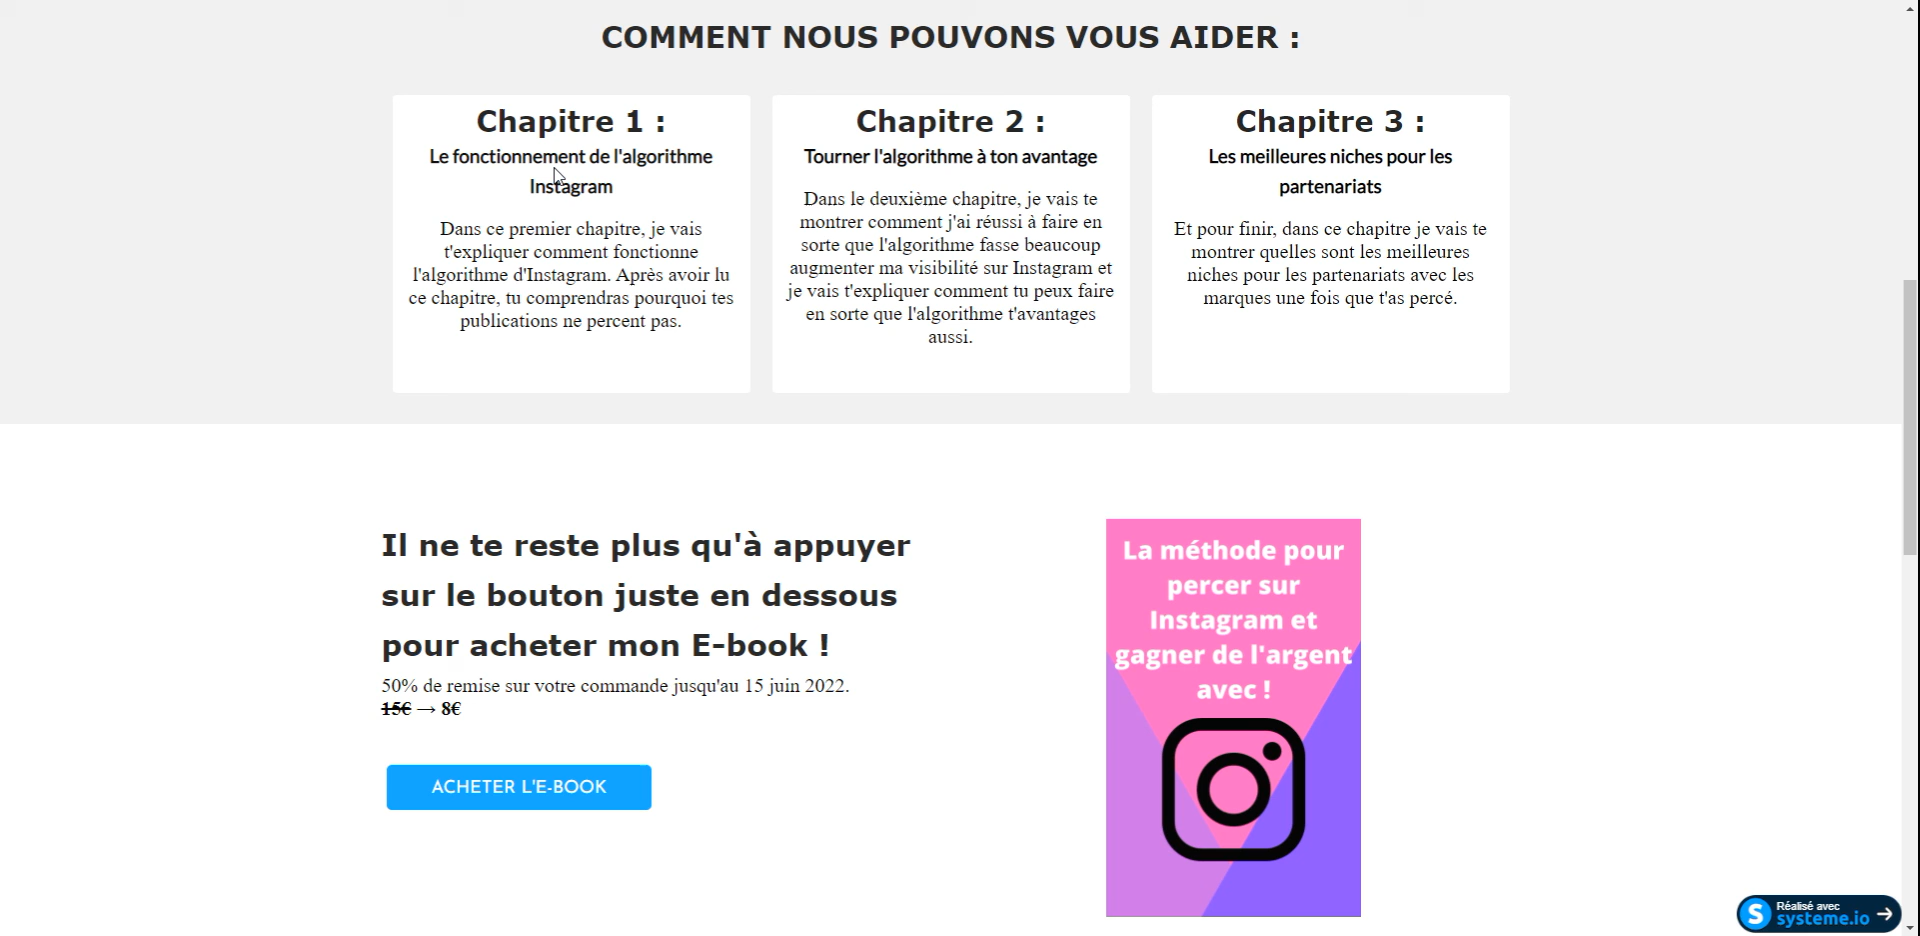 COMMENT NOUS POUVONS VOUS AIDER :
Chapitre 1 :
Le fonctionnement de l'algorithme
Instagram
Dans ce premier chapitre, je vais
t'expliquer comment fonctionne
l'algorithme d'Instagram. Après avoir lu
ce chapitre, tu comprendras pourquoi tes
publications ne percent pas.
Chapitre 2 :
Tourner l'algorithme à ton avantage
Dans le deuxième chapitre, je vais te
montrer comment j'ai réussi à faire en
sorte que l'algorithme fasse beaucoup
augmenter ma visibilité sur Instagram et
je vais t'expliquer comment tu peux faire
en sorte que l'algorithme t'avantages
aussi.
Chapitre 3 :
Les meilleures niches pour les
partenariats
Et pour finir, dans ce chapitre je vais te
montrer quelles sont les meilleures
niches pour les partenariats avec les
marques une fois que t'as percé.
Il ne te reste plus qu'à appuyer
sur le bouton juste en dessous
pour acheter mon E-book !
50% de remise sur votre commande jusqu'au 15 juin 2022.
15€ → 8€
ACHETER L'E-BOOK
La méthode pour
percer sur
Instagram et
gagner de l'argent
avec !
S
Réalisé avec
systeme.io →